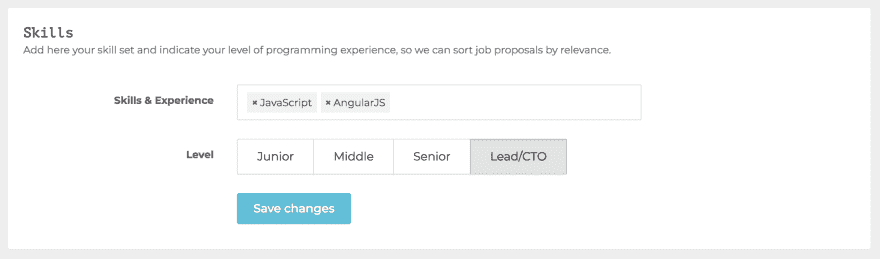 Skills
Add here your skill set and indicate your level of programming experience, so we can sort job proposals by relevance.
Skills & Experience × JavaScript × AngularJS
Level Junior Middle Senior Lead/CTO
Save changes